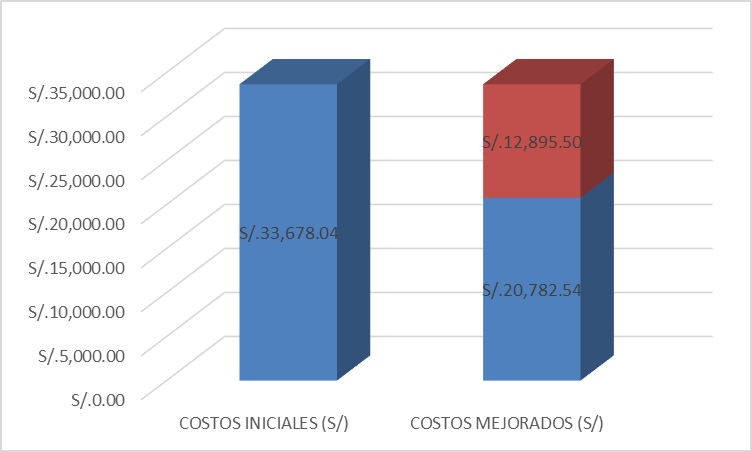 S/.35,000.00
S/.30,000.00
S/.25,000.00
S/.20,000.00
S/.15,000.00
S/.10,000.00
S/.5,000.00
S/.0.00
S/.33,678.04
S/.12,895.50
S/.20,782.54
COSTOS INICIALES (S/)
COSTOS MEJORADOS (S/)